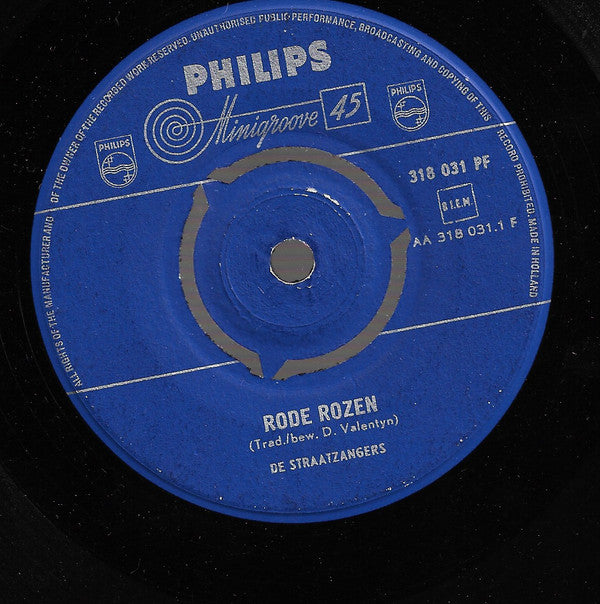 ALL RIGHTS OF THE MANUFACTURER AND OF THE OWNER OF THE RECORDED WORK RESERVED. UNAUTHORISED PUBLIC PERFORMANCE, BROADCASTING AND COPYING OF THIS RECORD PROHIBITED. MADE IN HOLLAND
PHILIPS
Minigroove 45
PHILIPS
PHILIPS
318 031 PF
B.I.E.M.
AA 318 031.1 F
RODE ROZEN
(Trad./bew. D. Valentyn)
DE STRAATZANGERS